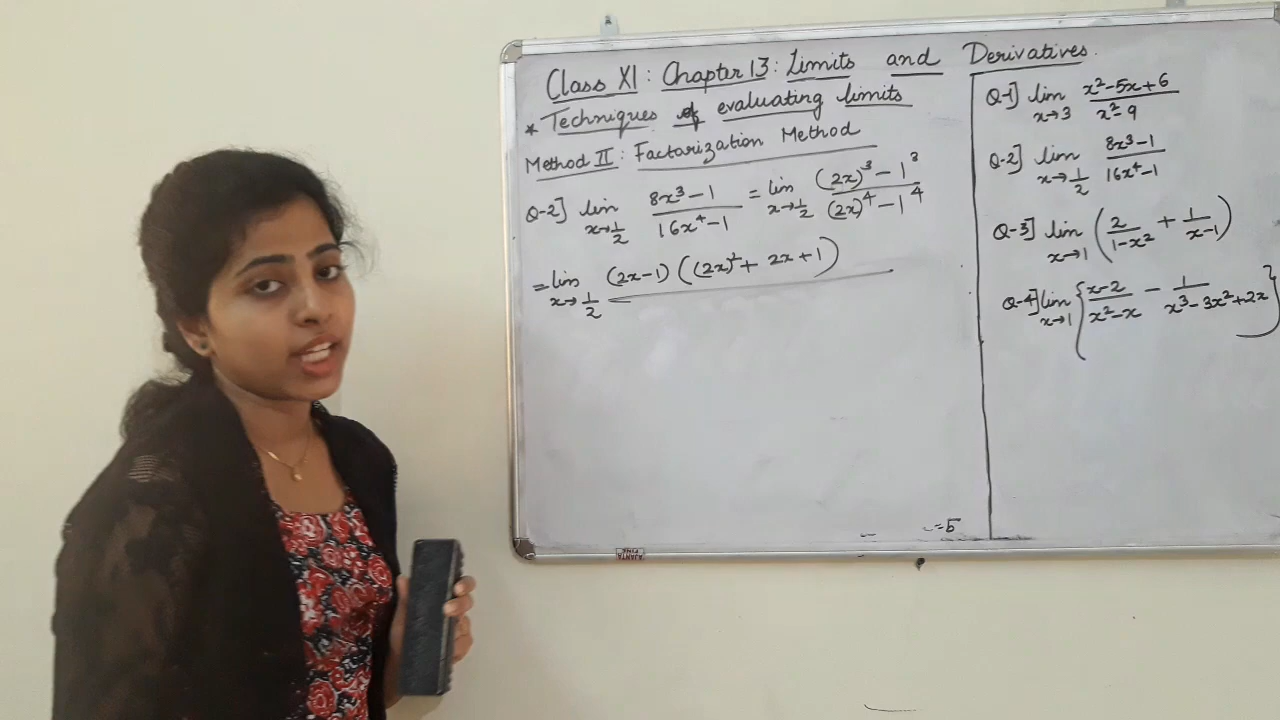 Class XI : Chapter 13 : Limits and Derivatives.
* Techniques of evaluating limits
Method II : Factarization Method
Q-2] lim x→1/2 (8x³-1)/(16x⁴-1) = lim x→1/2 ((2x)³ - 1³)/((2x)⁴ - 1⁴)
= lim x→1/2 (2x-1)((2x)² + 2x + 1)
Q-1] lim x→3 (x²-5x+6)/(x²-9)
Q-2] lim x→1/2 (8x³-1)/(16x⁴-1)
Q-3] lim x→1 (2/(1-x²) + 1/(x-1))
Q-4] lim x→1 {(x-2)/(x²-x) - 1/(x³-3x²+2x)}
AJANTA